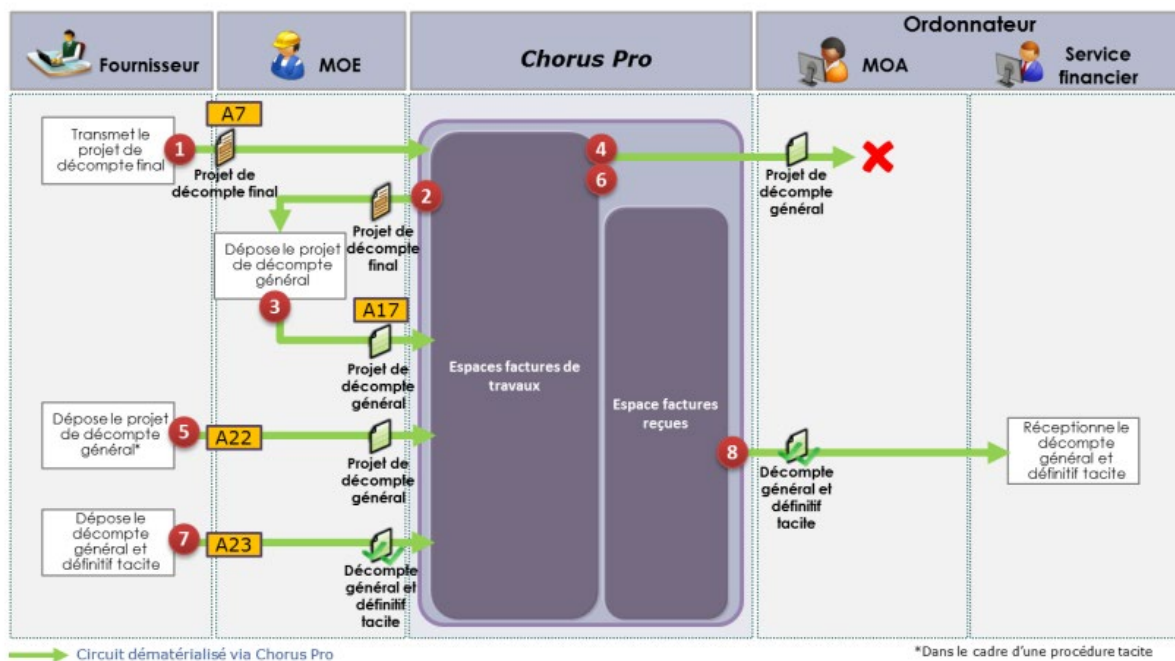 Ordonnateur
Fournisseur
MOE
Chorus Pro
MOA
Service
financier
A7
Transmet le
projet de
décompte final
1
Projet de
décompte final
4
6
Projet de
décompte
général
2
Projet de
décompte
final
Dépose le projet
de décompte
général
3
A17
Projet de
décompte
général
Espaces factures de
travaux
Espace factures
reçues
Dépose le projet
de décompte
général*
5
A22
Projet de
décompte
général
8
Décompte
général et
définitif
tacite
Réceptionne le
décompte
général et
définitif tacite
Dépose le
décompte
général et
définitif tacite
7
A23
Décompte
général et
définitif
tacite
Circuit dématérialisé via Chorus Pro
*Dans le cadre d'une procédure tacite